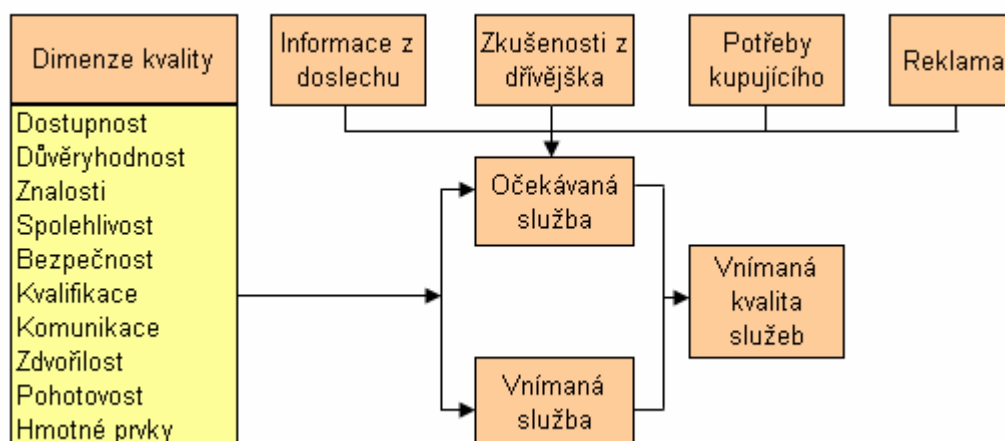 Dimenze kvality
Informace z
doslechu
Zkušenosti z
dřívějška
Potřeby
kupujícího
Reklama
Dostupnost
Důvěryhodnost
Znalosti
Spolehlivost
Bezpečnost
Kvalifikace
Komunikace
Zdvořilost
Pohotovost
Hmotné prvky
Očekávaná
služba
Vnímaná
služba
Vnímaná
kvalita
služeb